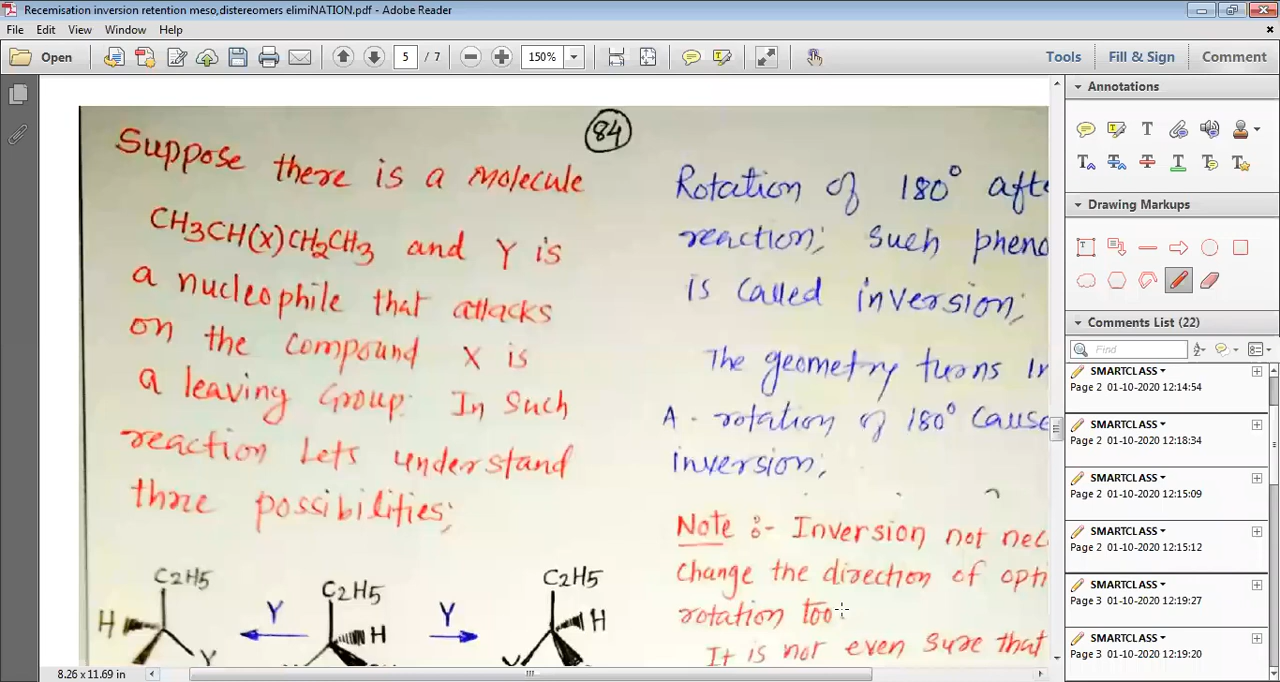 Recemisation inversion retention meso,distereomers elimiNATION.pdf - Adobe Reader
File Edit View Window Help
Open 5 / 7 150% Tools Fill & Sign Comment
84
Suppose there is a molecule
CH3CH(x)CH2CH3 and Y is
a nucleophile that attacks
on the compound X is
a leaving Group. In Such
reaction Lets understand
three possibilities;
C2H5
H
Y
Y
C2H5
H
Y
C2H5
H
Rotation of 180° afte
reaction; Such pheno
is called inversion;
The geometry turns in
A - rotation of 180° cause
inversion;
Note :- Inversion not nec
Change the direction of opti
rotation too
It is not even sure that
8.26 x 11.69 in
Annotations
Drawing Markups
Comments List (22)
Find
SMARTCLASS
Page 2 01-10-2020 12:14:54
SMARTCLASS
Page 2 01-10-2020 12:18:34
SMARTCLASS
Page 2 01-10-2020 12:15:09
SMARTCLASS
Page 2 01-10-2020 12:15:12
SMARTCLASS
Page 3 01-10-2020 12:19:27
SMARTCLASS
Page 3 01-10-2020 12:19:20